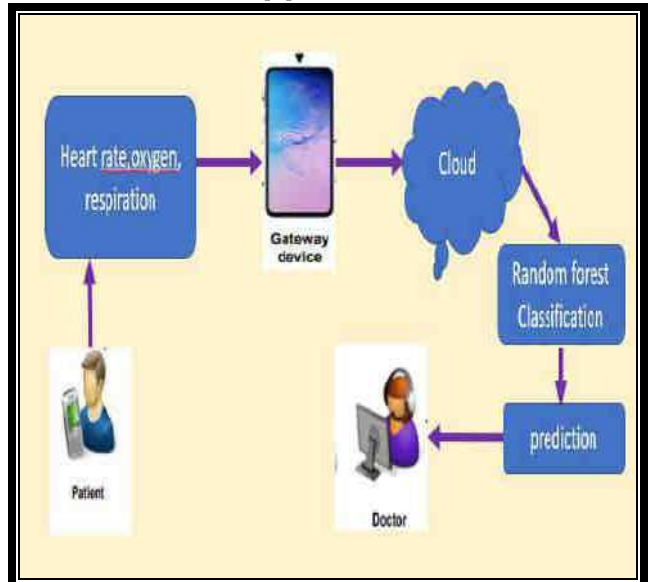 Heart rate,oxygen,
respiration
Gateway
device
Cloud
Random forest
Classification
prediction
Patient
Doctor